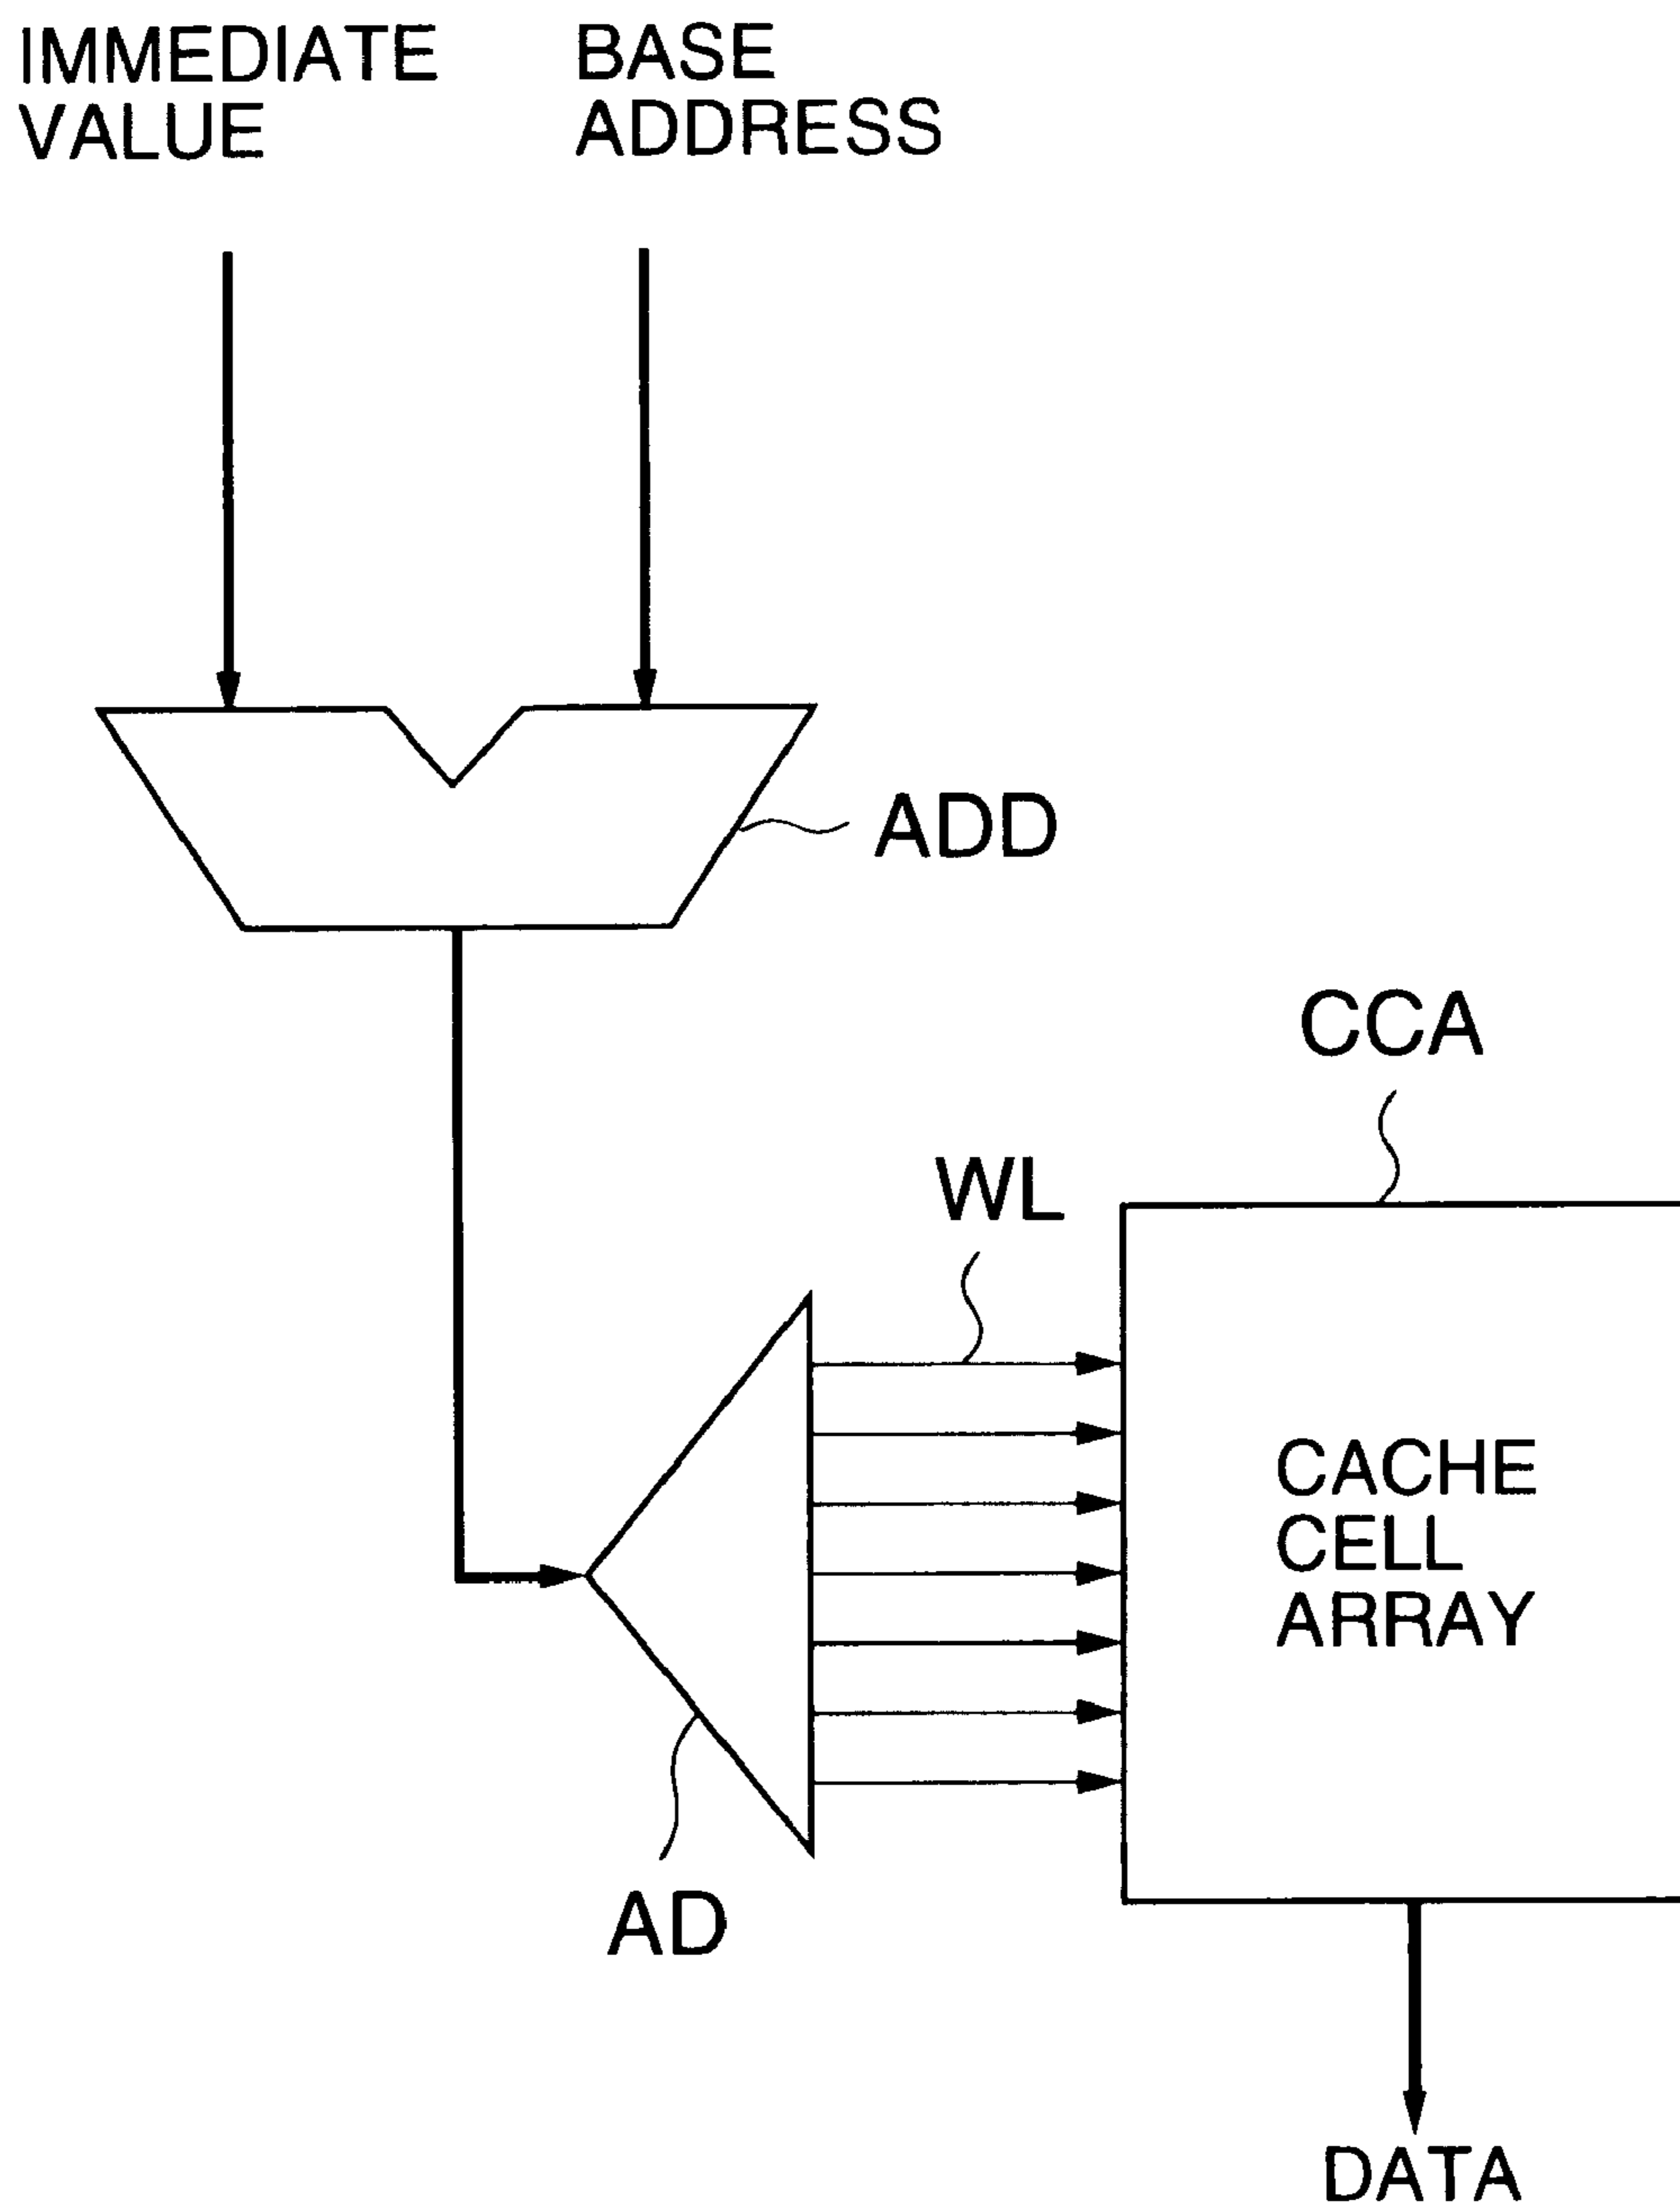 IMMEDIATE
VALUE
BASE
ADDRESS
ADD
CCA
WL
CACHE
CELL
ARRAY
AD
DATA